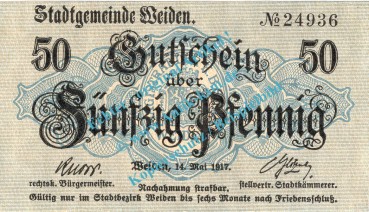 Stadtgemeinde Weiden. № 24936
50 Gutschein 50
über
Fünfzig Pfennig
Weiden, 14. Mai 1917.
rechtsk. Bürgermeister. stellvertr. Stadtkämmerer.
Nachahmung strafbar.
Gültig nur im Stadtbezirk Weiden bis sechs Monate nach Friedensschluß.